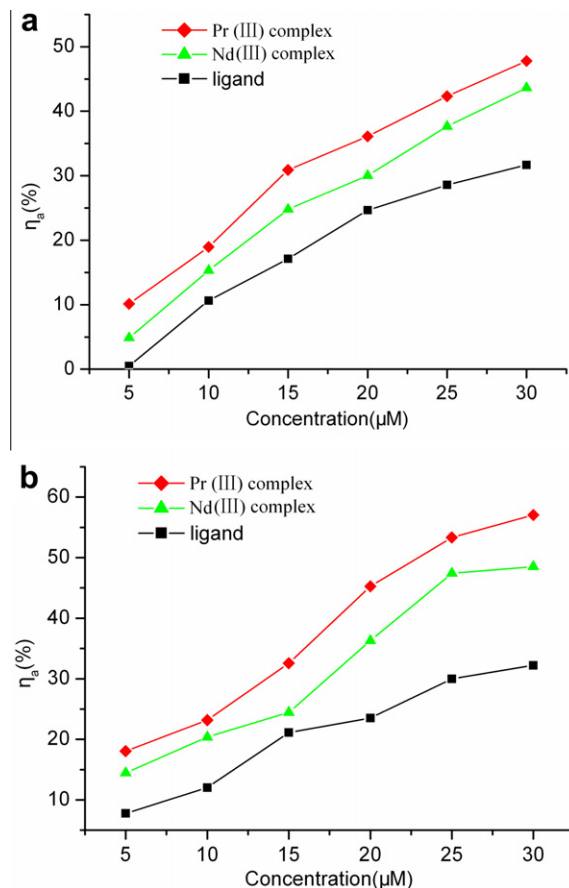 a
Pr (III) complex
Nd(III) complex
ligand
50
40
30
20
10
0
ηa(%)
5 10 15 20 25 30
Concentration(μM)
b
Pr (III) complex
Nd(III) complex
ligand
60
50
40
30
20
10
ηa(%)
5 10 15 20 25 30
Concentration(μM)